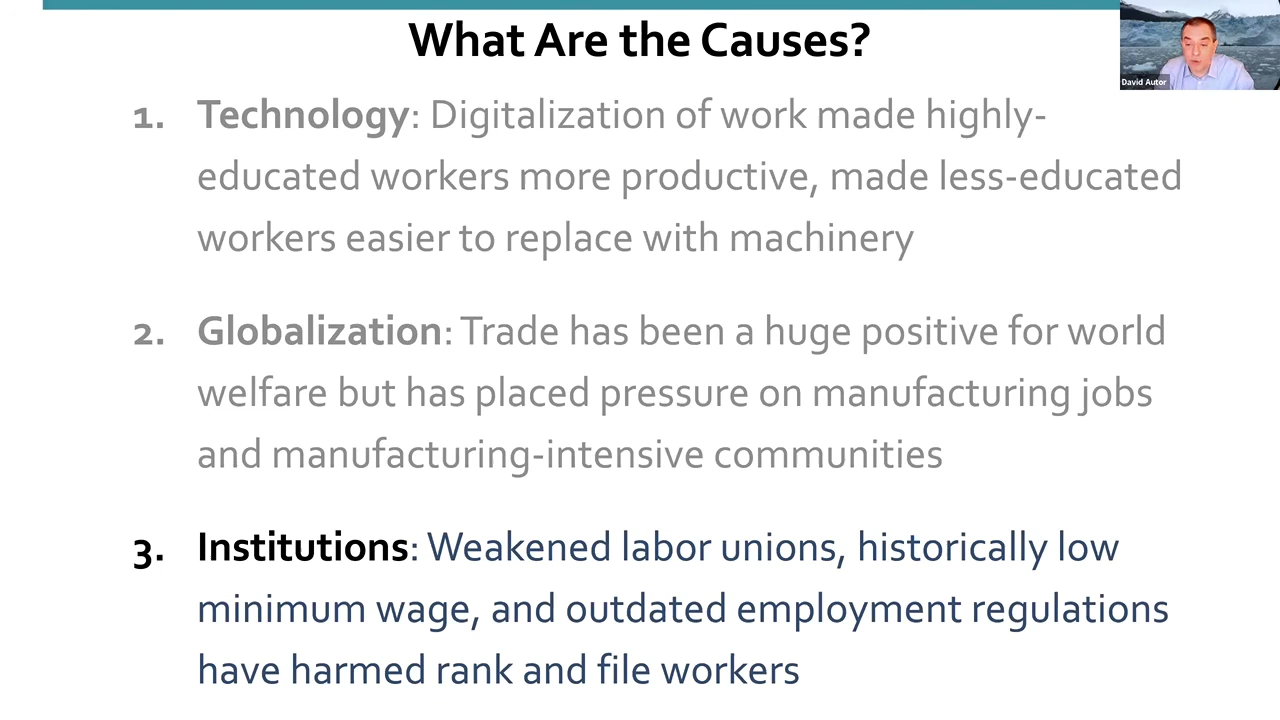 What Are the Causes?
David Autor
1. Technology: Digitalization of work made highly-
educated workers more productive, made less-educated
workers easier to replace with machinery
2. Globalization: Trade has been a huge positive for world
welfare but has placed pressure on manufacturing jobs
and manufacturing-intensive communities
3. Institutions: Weakened labor unions, historically low
minimum wage, and outdated employment regulations
have harmed rank and file workers